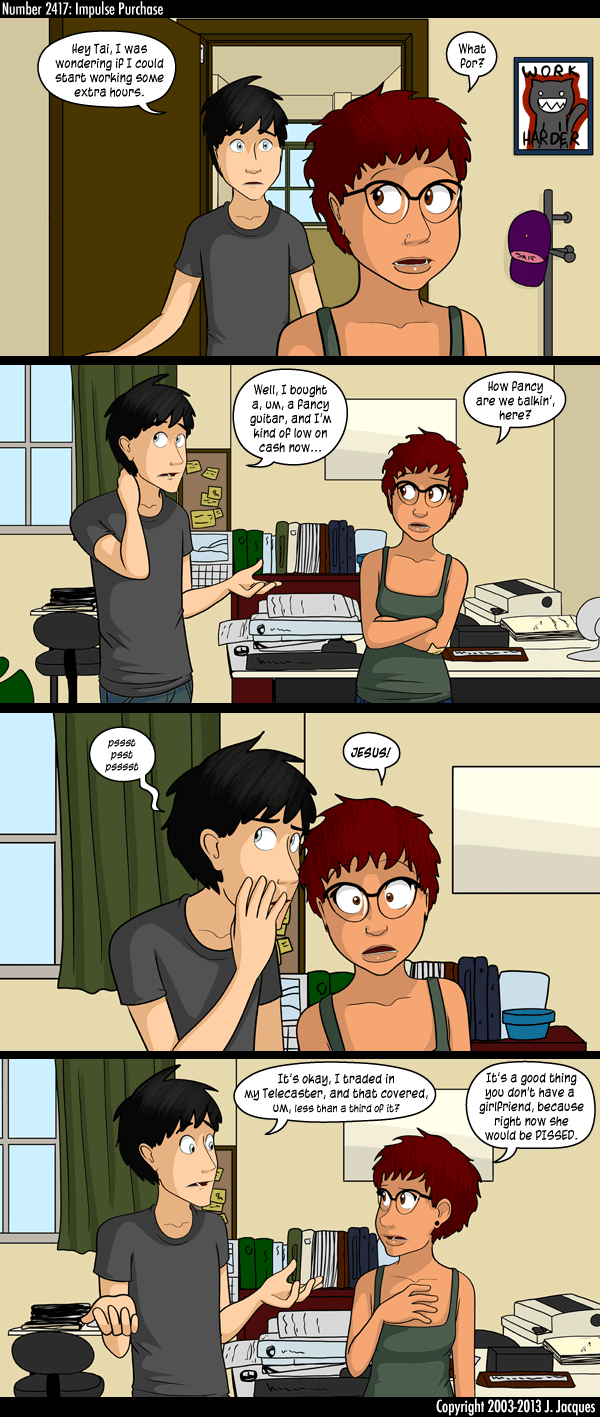 Number 2417: Impulse Purchase
Hey Tai, I was
wondering if I could
start working some
extra hours.
What
for?
WORK
HARDER
Well, I bought
a, um, a fancy
guitar, and I'm
kind of low on
cash now...
How fancy
are we talkin',
here?
pssst
psst
psssst
JESUS!
It's okay, I traded in
my Telecaster, and that covered,
um, less than a third of it?
It's a good thing
you don't have a
girlfriend, because
right now she
would be PISSED.
Copyright 2003-2013 J. Jacques